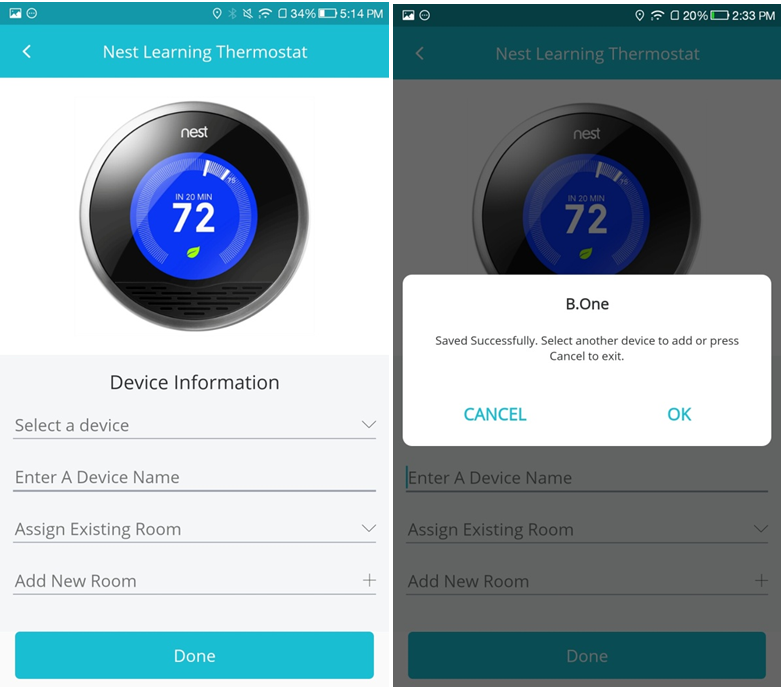 34% 5:14 PM
Nest Learning Thermostat
nest
IN 20 MIN
72
Device Information
Select a device
Enter A Device Name
Assign Existing Room
Add New Room
Done
20% 2:33 PM
Nest Learning Thermostat
nest
IN 20 MIN
72
B.One
Saved Successfully. Select another device to add or press
Cancel to exit.
CANCEL OK
Enter A Device Name
Assign Existing Room
Add New Room
Done